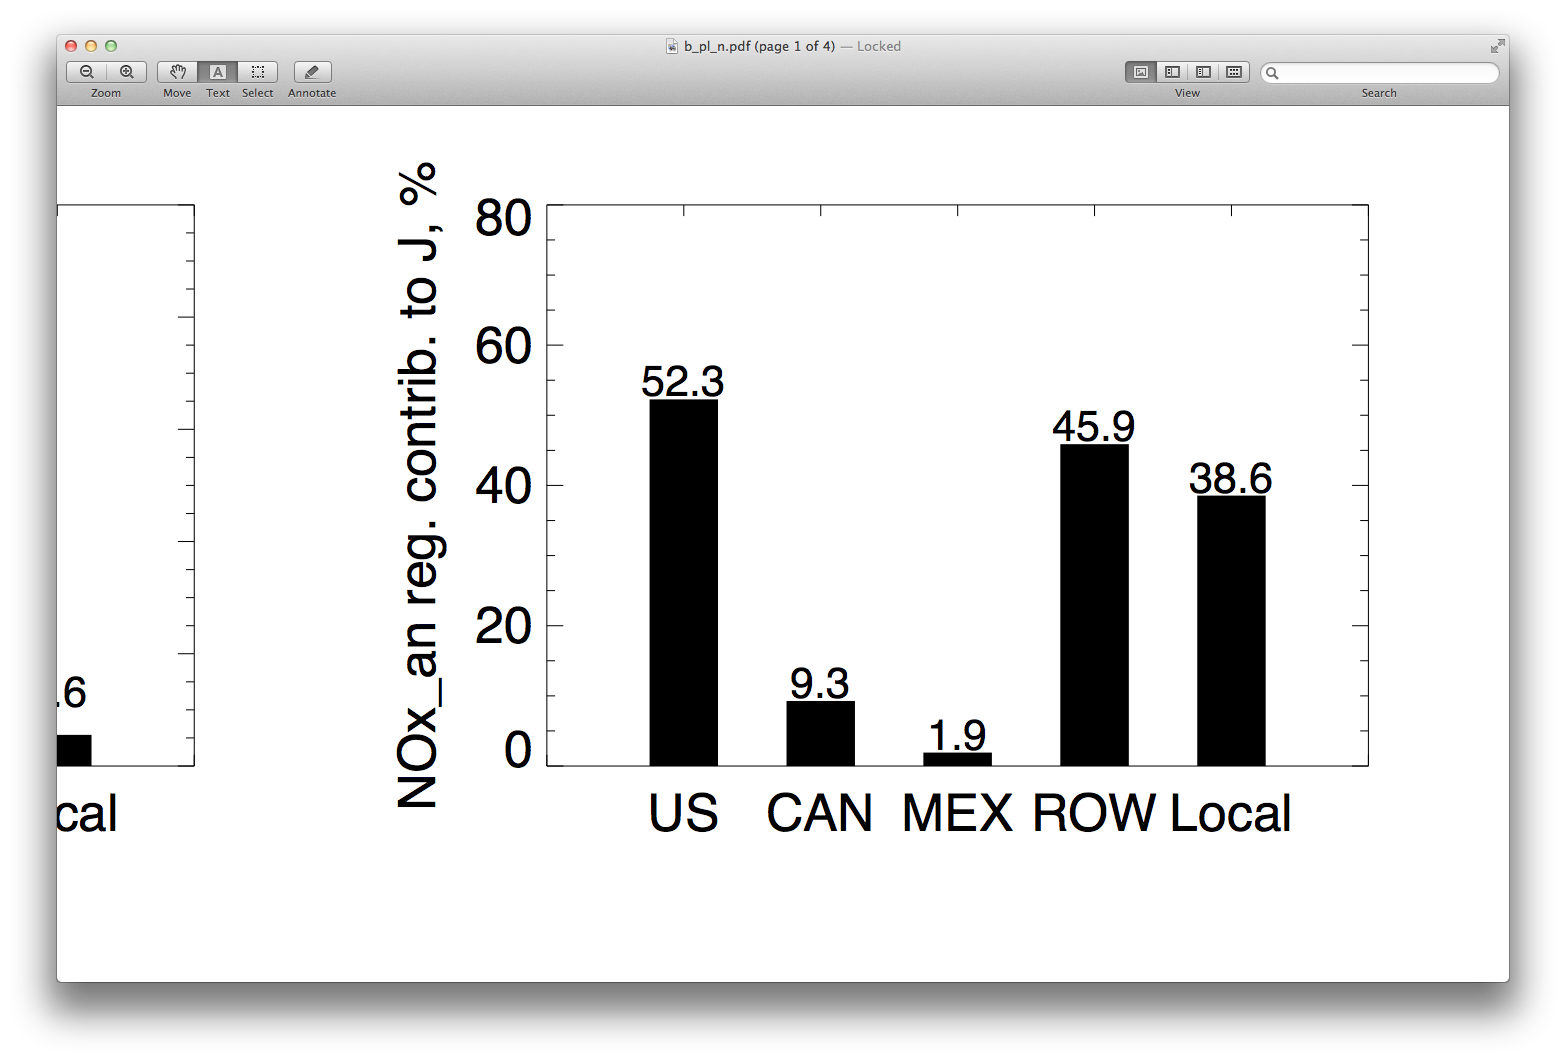 b_pl_n.pdf (page 1 of 4) — Locked
Zoom
Move
Text
Select
Annotate
View
Search
.6
cal
NOx_an reg. contrib. to J, %
80
60
40
20
0
52.3
9.3
1.9
45.9
38.6
US
CAN
MEX
ROW
Local